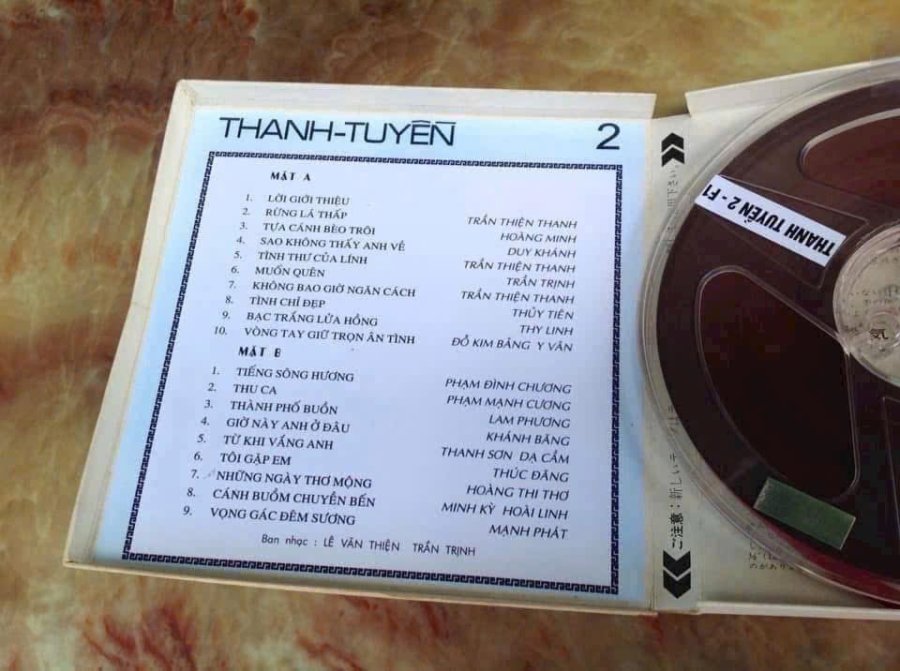 THANH-TUYỀN 2
MẶT A
1. LỜI GIỚI THIỆU
2. RỪNG LÁ THẤP TRẦN THIỆN THANH
3. TỰA CÁNH BÈO TRÔI HOÀNG MINH
4. SAO KHÔNG THẤY ANH VỀ DUY KHÁNH
5. TÌNH THƯ CỦA LÍNH TRẦN THIỆN THANH
6. MUỐN QUÊN TRẦN TRỊNH
7. KHÔNG BAO GIỜ NGĂN CÁCH TRẦN THIỆN THANH
8. TÌNH CHỈ ĐẸP THỦY TIÊN
9. BẠC TRẮNG LỬA HỒNG THY LINH
10. VÒNG TAY GIỮ TRỌN ÂN TÌNH ĐỖ KIM BẢNG Y VÂN
MẶT B
1. TIẾNG SÔNG HƯƠNG PHẠM ĐÌNH CHƯƠNG
2. THU CA PHẠM MẠNH CƯƠNG
3. THÀNH PHỐ BUỒN LAM PHƯƠNG
4. GIỜ NÀY ANH Ở ĐÂU KHÁNH BĂNG
5. TỪ KHI VẮNG ANH THANH SƠN DẠ CẦM
6. TÔI GẶP EM THÚC ĐĂNG
7. NHỮNG NGÀY THƠ MỘNG HOÀNG THI THƠ
8. CÁNH BUỒM CHUYỂN BẾN MINH KỲ HOÀI LINH
9. VỌNG GÁC ĐÊM SƯƠNG MẠNH PHÁT
Ban nhạc : LÊ VĂN THIỆN TRẦN TRỊNH
THANH TUYỀN 2 - F1
ご注意：新しいテ